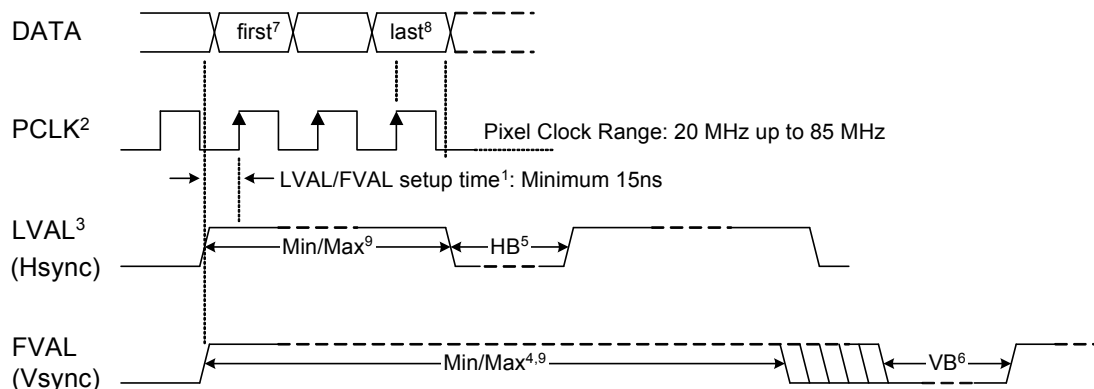 DATA
first⁷
last⁸
PCLK²
Pixel Clock Range: 20 MHz up to 85 MHz
LVAL/FVAL setup time¹: Minimum 15ns
LVAL³
(Hsync)
Min/Max⁹
HB⁵
FVAL
(Vsync)
Min/Max⁴,⁹
VB⁶